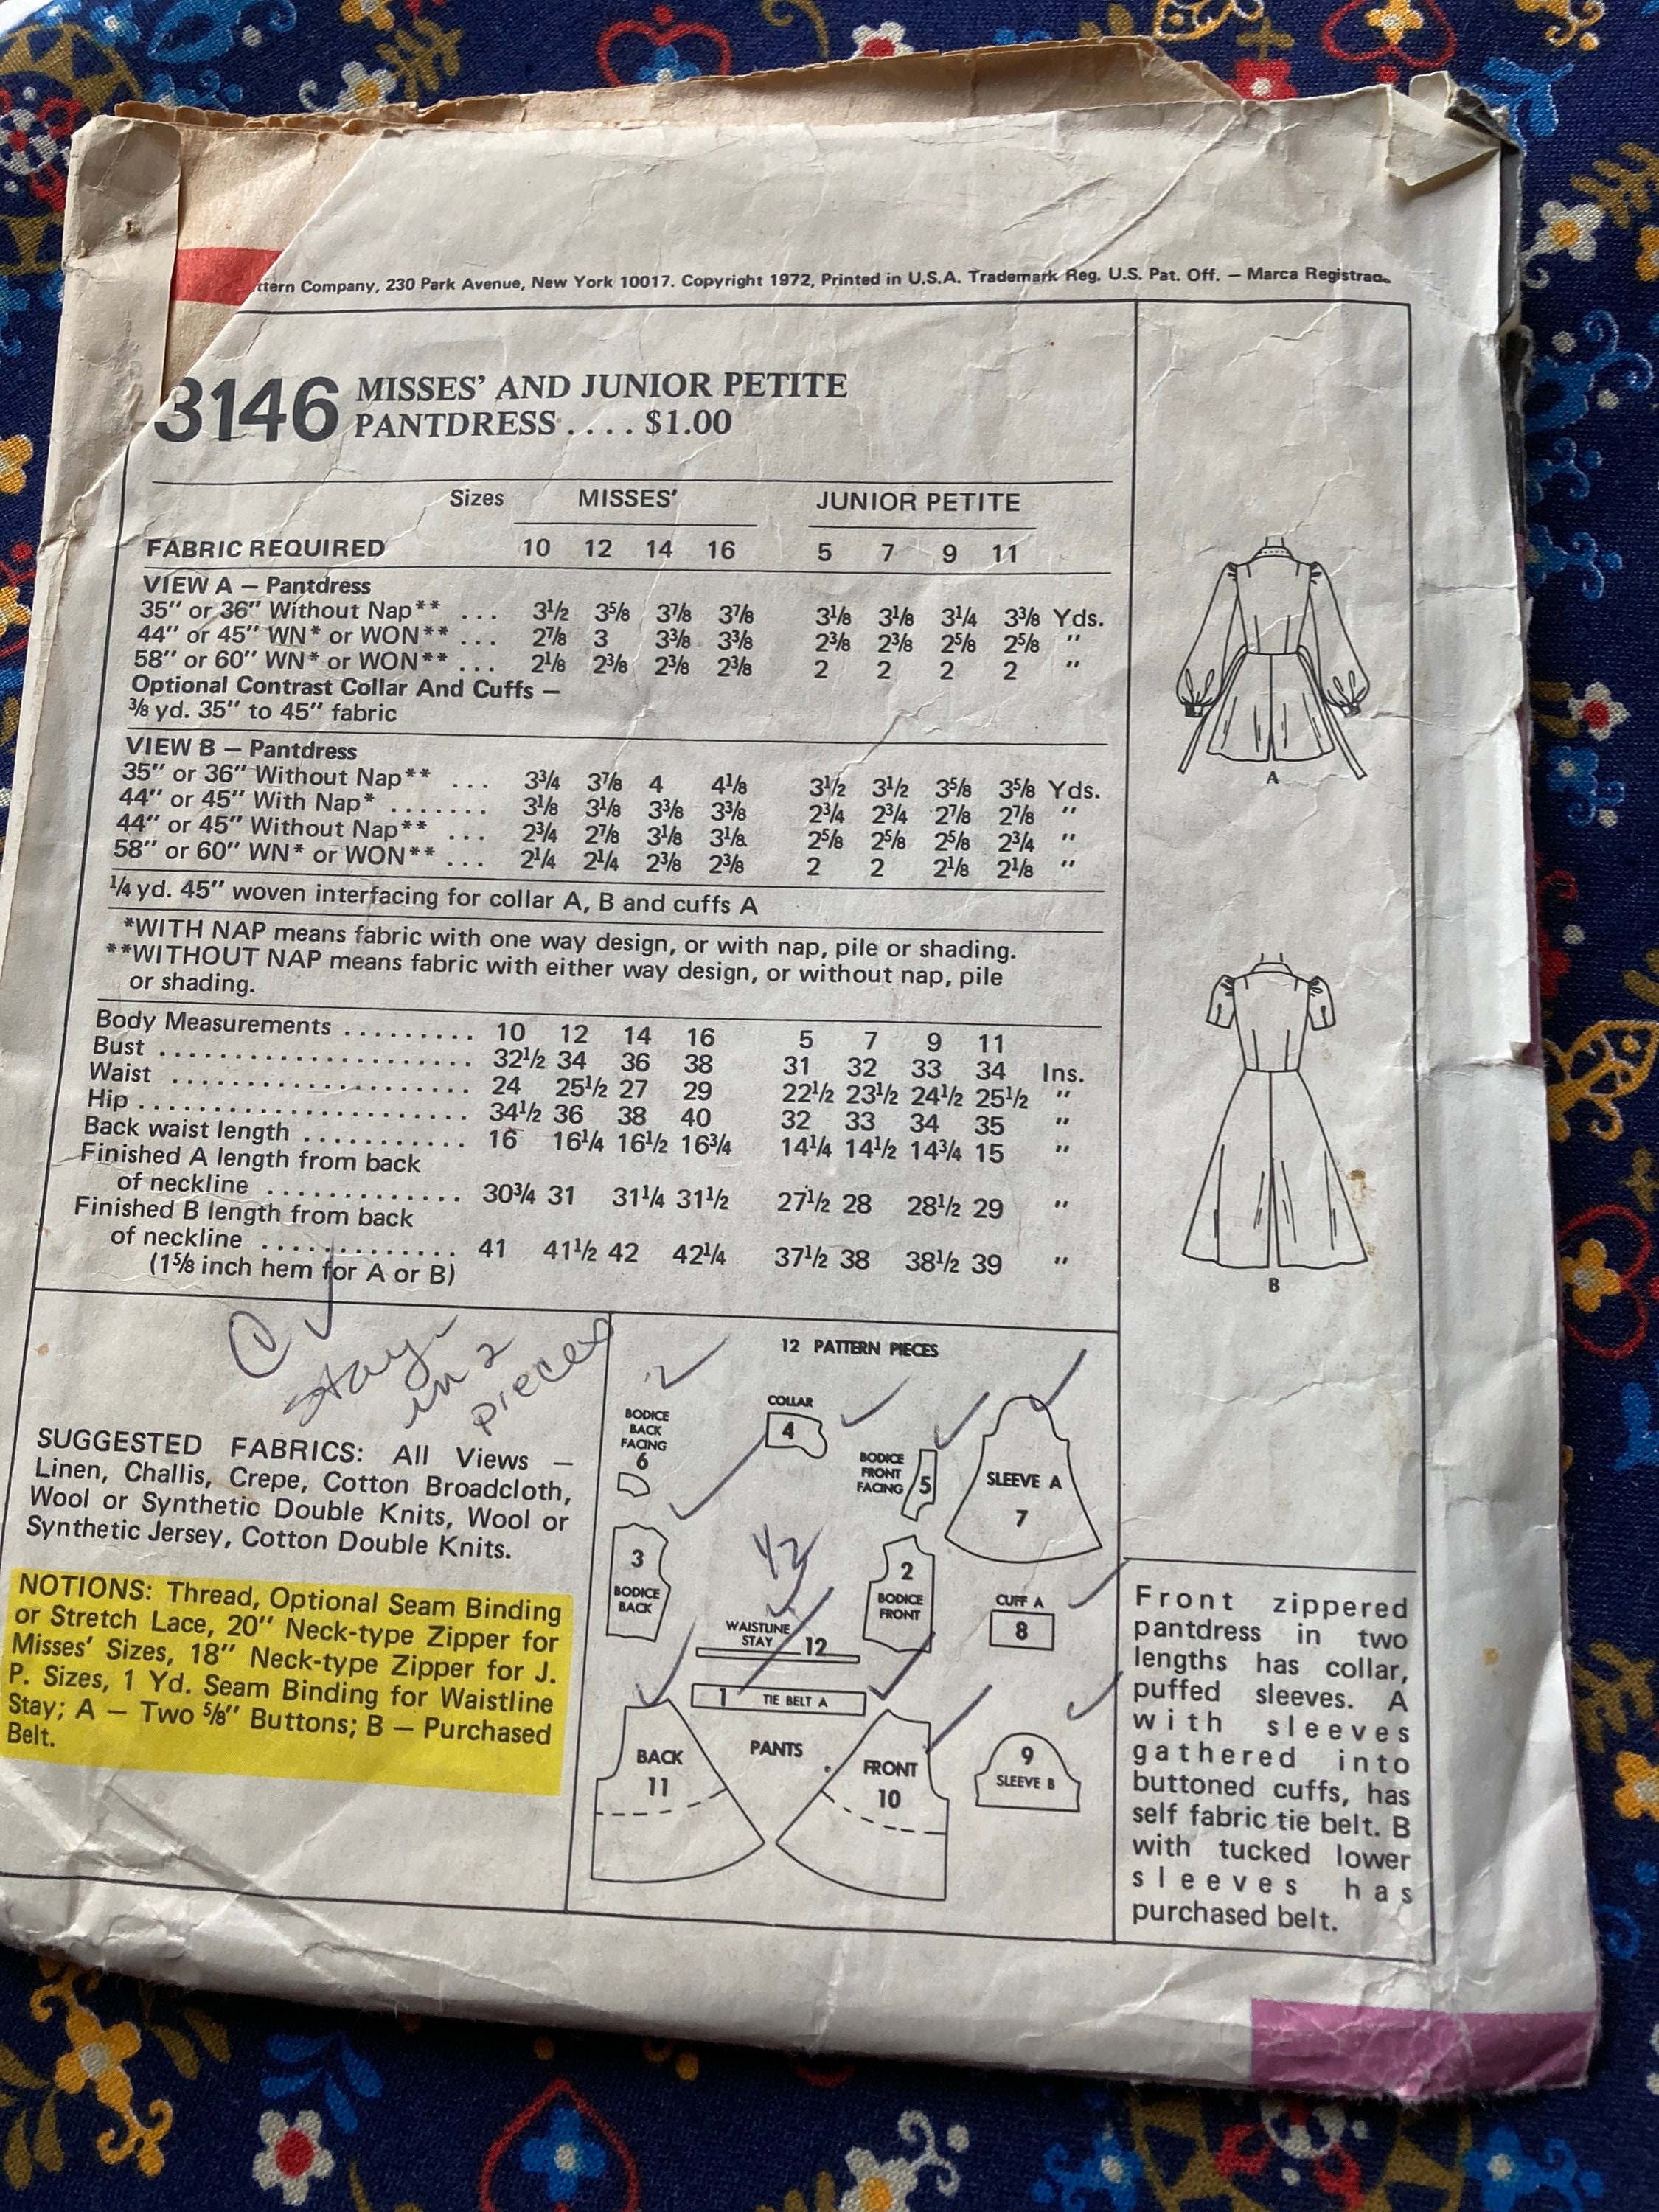 ttern Company, 230 Park Avenue, New York 10017. Copyright 1972, Printed in U.S.A. Trademark Reg. U.S. Pat. Off. — Marca Registrad
3146 MISSES' AND JUNIOR PETITE
PANTDRESS .... $1.00
Sizes MISSES' JUNIOR PETITE
FABRIC REQUIRED 10 12 14 16 5 7 9 11
VIEW A — Pantdress
35" or 36" Without Nap** ... 3½ 3⅝ 3⅞ 3⅞ 3⅛ 3⅛ 3¼ 3⅜ Yds.
44" or 45" WN* or WON** ... 2⅞ 3 3⅜ 3⅜ 2⅜ 2⅜ 2⅝ 2⅝ "
58" or 60" WN* or WON** ... 2⅛ 2⅜ 2⅜ 2⅜ 2 2 2 2 "
Optional Contrast Collar And Cuffs —
⅜ yd. 35" to 45" fabric
VIEW B — Pantdress
35" or 36" Without Nap** ... 3¾ 3⅞ 4 4⅛ 3½ 3½ 3⅝ 3⅝ Yds.
44" or 45" With Nap* ....... 3⅛ 3⅛ 3⅜ 3⅜ 2¾ 2¾ 2⅞ 2⅞ "
44" or 45" Without Nap** ... 2¾ 2⅞ 3⅛ 3⅛ 2⅝ 2⅝ 2⅝ 2¾ "
58" or 60" WN* or WON** ... 2¼ 2¼ 2⅜ 2⅜ 2 2 2⅛ 2⅛ "
¼ yd. 45" woven interfacing for collar A, B and cuffs A
*WITH NAP means fabric with one way design, or with nap, pile or shading.
**WITHOUT NAP means fabric with either way design, or without nap, pile
or shading.
Body Measurements ......... 10 12 14 16 5 7 9 11
Bust ...................... 32½ 34 36 38 31 32 33 34 Ins.
Waist ..................... 24 25½ 27 29 22½ 23½ 24½ 25½ "
Hip ....................... 34½ 36 38 40 32 33 34 35 "
Back waist length ........... 16 16¼ 16½ 16¾ 14¼ 14½ 14¾ 15 "
Finished A length from back
of neckline ............. 30¾ 31 31¼ 31½ 27½ 28 28½ 29 "
Finished B length from back
of neckline ............. 41 41½ 42 42¼ 37½ 38 38½ 39 "
(1⅝ inch hem for A or B)
A
B
C
stay
in 2
pieces
SUGGESTED FABRICS: All Views —
Linen, Challis, Crepe, Cotton Broadcloth,
Wool or Synthetic Double Knits, Wool or
Synthetic Jersey, Cotton Double Knits.
NOTIONS: Thread, Optional Seam Binding
or Stretch Lace, 20" Neck-type Zipper for
Misses' Sizes, 18" Neck-type Zipper for J.
P. Sizes, 1 Yd. Seam Binding for Waistline
Stay; A — Two ⅝" Buttons; B — Purchased
Belt.
12 PATTERN PIECES
BODICE
BACK
FACING
6
COLLAR
4
BODICE
FRONT
FACING
5
SLEEVE A
7
3
BODICE
BACK
1/2
2
BODICE
FRONT
WAISTLINE
STAY 12
CUFF A
8
1 TIE BELT A
PANTS
BACK
11
FRONT
10
9
SLEEVE B
Front zippered
pantdress in two
lengths has collar,
puffed sleeves. A
with sleeves
gathered into
buttoned cuffs, has
self fabric tie belt. B
with tucked lower
sleeves has
purchased belt.